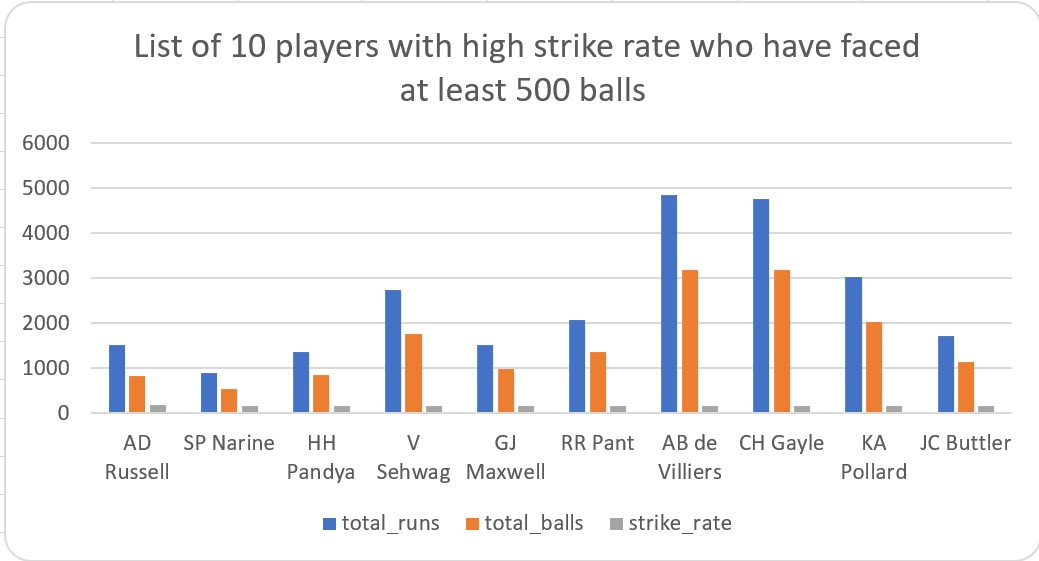 List of 10 players with high strike rate who have faced
at least 500 balls
6000
5000
4000
3000
2000
1000
0
AD
Russell
SP Narine
HH
Pandya
V
Sehwag
GJ
Maxwell
RR Pant
AB de
Villiers
CH Gayle
KA
Pollard
JC Buttler
total_runs
total_balls
strike_rate